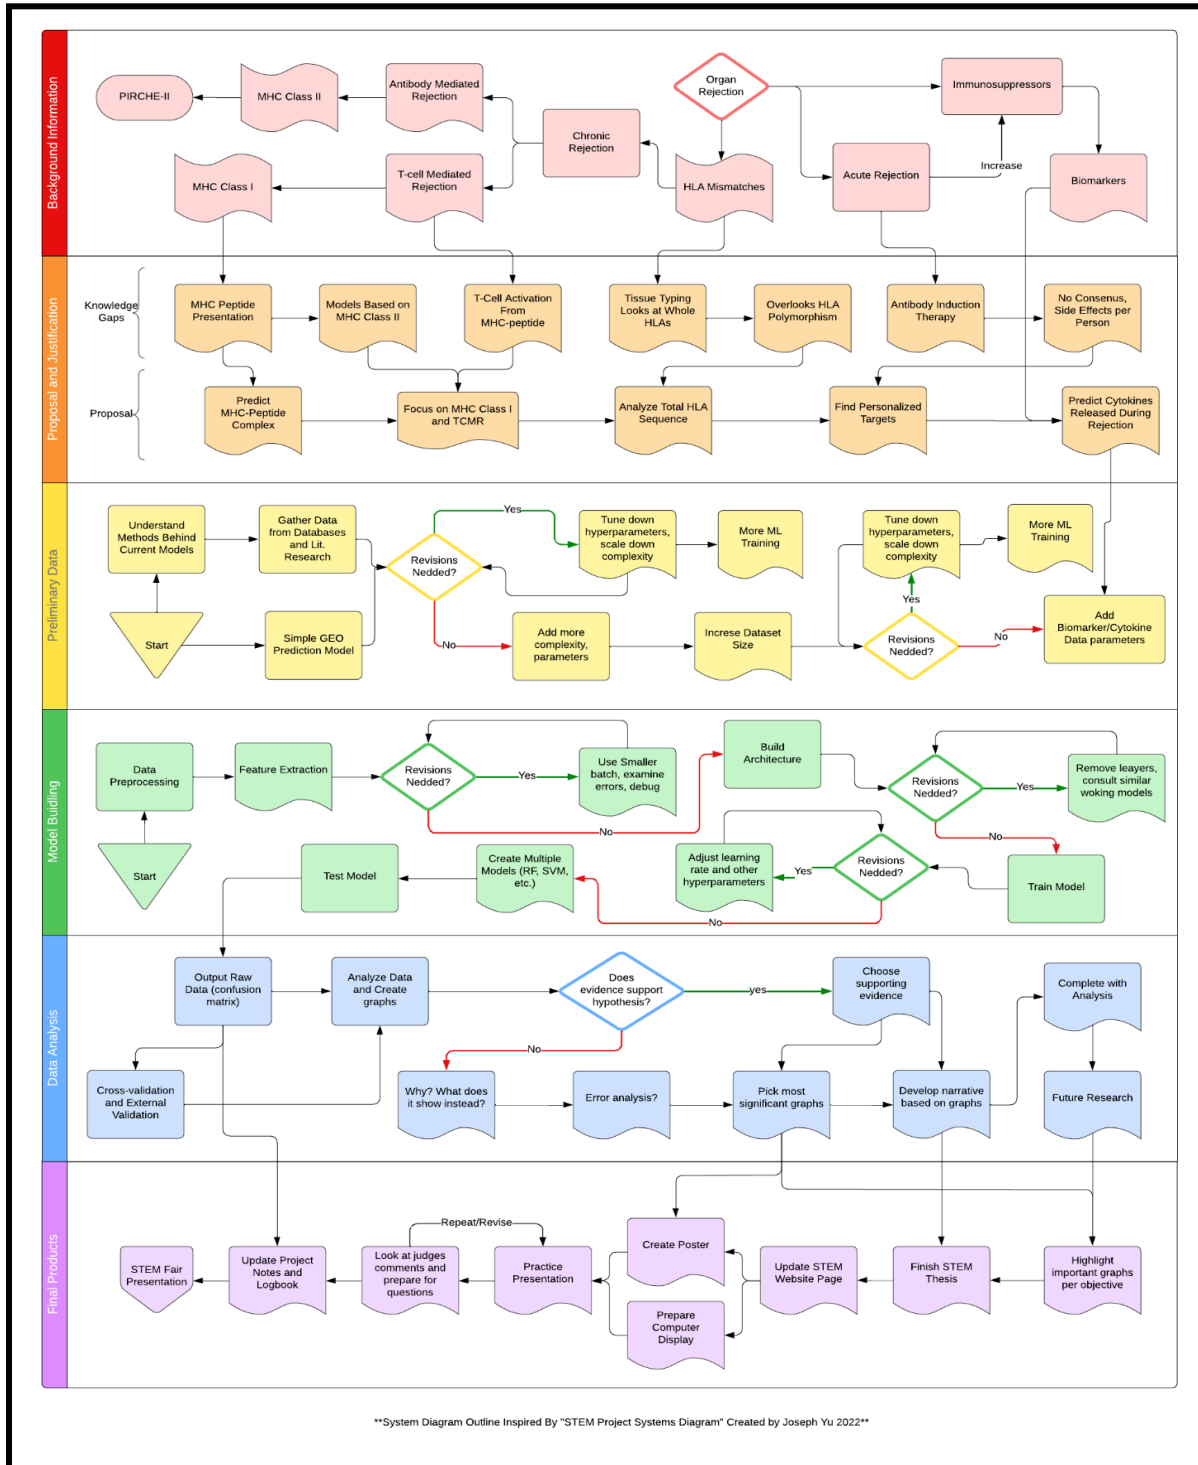 Background Information
PIRCHE-II
MHC Class II
Antibody Mediated
Rejection
Organ
Rejection
Immunosuppressors
Chronic
Rejection
MHC Class I
T-cell Mediated
Rejection
HLA Mismatches
Acute Rejection
Increase
Biomarkers
Proposal and Justification
Knowledge
Gaps
MHC Peptide
Presentation
Models Based on
MHC Class II
T-Cell Activation
From
MHC-peptide
Tissue Typing
Looks at Whole
HLAs
Overlooks HLA
Polymorphism
Antibody Induction
Therapy
No Consenus,
Side Effects per
Person
Proposal
Predict
MHC-Peptide
Complex
Focus on MHC Class I
and TCMR
Analyze Total HLA
Sequence
Find Personalized
Targets
Predict Cytokines
Released During
Rejection
Preliminary Data
Understand
Methods Behind
Current Models
Gather Data
from Databases
and Lit.
Research
Revisions
Nedded?
Yes
Tune down
hyperparameters,
scale down
complexity
More ML
Training
Tune down
hyperparameters,
scale down
complexity
More ML
Training
Start
Simple GEO
Prediction Model
No
Add more
complexity,
parameters
Increse Dataset
Size
Yes
Revisions
Nedded?
No
Add
Biomarker/Cytokine
Data parameters
Model Buidling
Data
Preprocessing
Feature Extraction
Revisions
Nedded?
Yes
Use Smaller
batch, examine
errors, debug
No
Build
Architecture
Revisions
Nedded?
Yes
Remove leayers,
consult similar
woking models
No
Start
Test Model
Create Multiple
Models (RF, SVM,
etc.)
Adjust learning
rate and other
hyperparameters
Yes
Revisions
Nedded?
Train Model
No
Data Analysis
Output Raw
Data (confusion
matrix)
Analyze Data
and Create
graphs
Does
evidence support
hypothesis?
yes
Choose
supporting
evidence
Complete with
Analysis
No
Cross-validation
and External
Validation
Why? What does
it show instead?
Error analysis?
Pick most
significant graphs
Develop narrative
based on graphs
Future Research
Final Products
Repeat/Revise
STEM Fair
Presentation
Update Project
Notes and
Logbook
Look at judges
comments and
prepare for
questions
Practice
Presentation
Create Poster
Prepare
Computer
Display
Update STEM
Website Page
Finish STEM
Thesis
Highlight
important graphs
per objective
**System Diagram Outline Inspired By "STEM Project Systems Diagram" Created by Joseph Yu 2022**